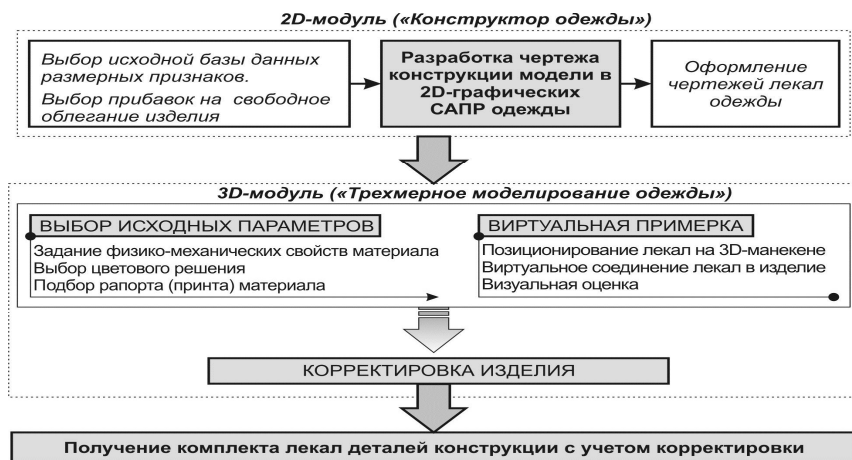 2D-модуль («Конструктор одежды»)
Выбор исходной базы данных
размерных признаков.
Выбор прибавок на свободное
облегание изделия
Разработка чертежа
конструкции модели в
2D-графических
САПР одежды
Оформление
чертежей лекал
одежды
3D-модуль («Трехмерное моделирование одежды»)
ВЫБОР ИСХОДНЫХ ПАРАМЕТРОВ
Задание физико-механических свойств материала
Выбор цветового решения
Подбор рапорта (принта) материала
ВИРТУАЛЬНАЯ ПРИМЕРКА
Позиционирование лекал на 3D-манекене
Виртуальное соединение лекал в изделие
Визуальная оценка
КОРРЕКТИРОВКА ИЗДЕЛИЯ
Получение комплекта лекал деталей конструкции с учетом корректировки